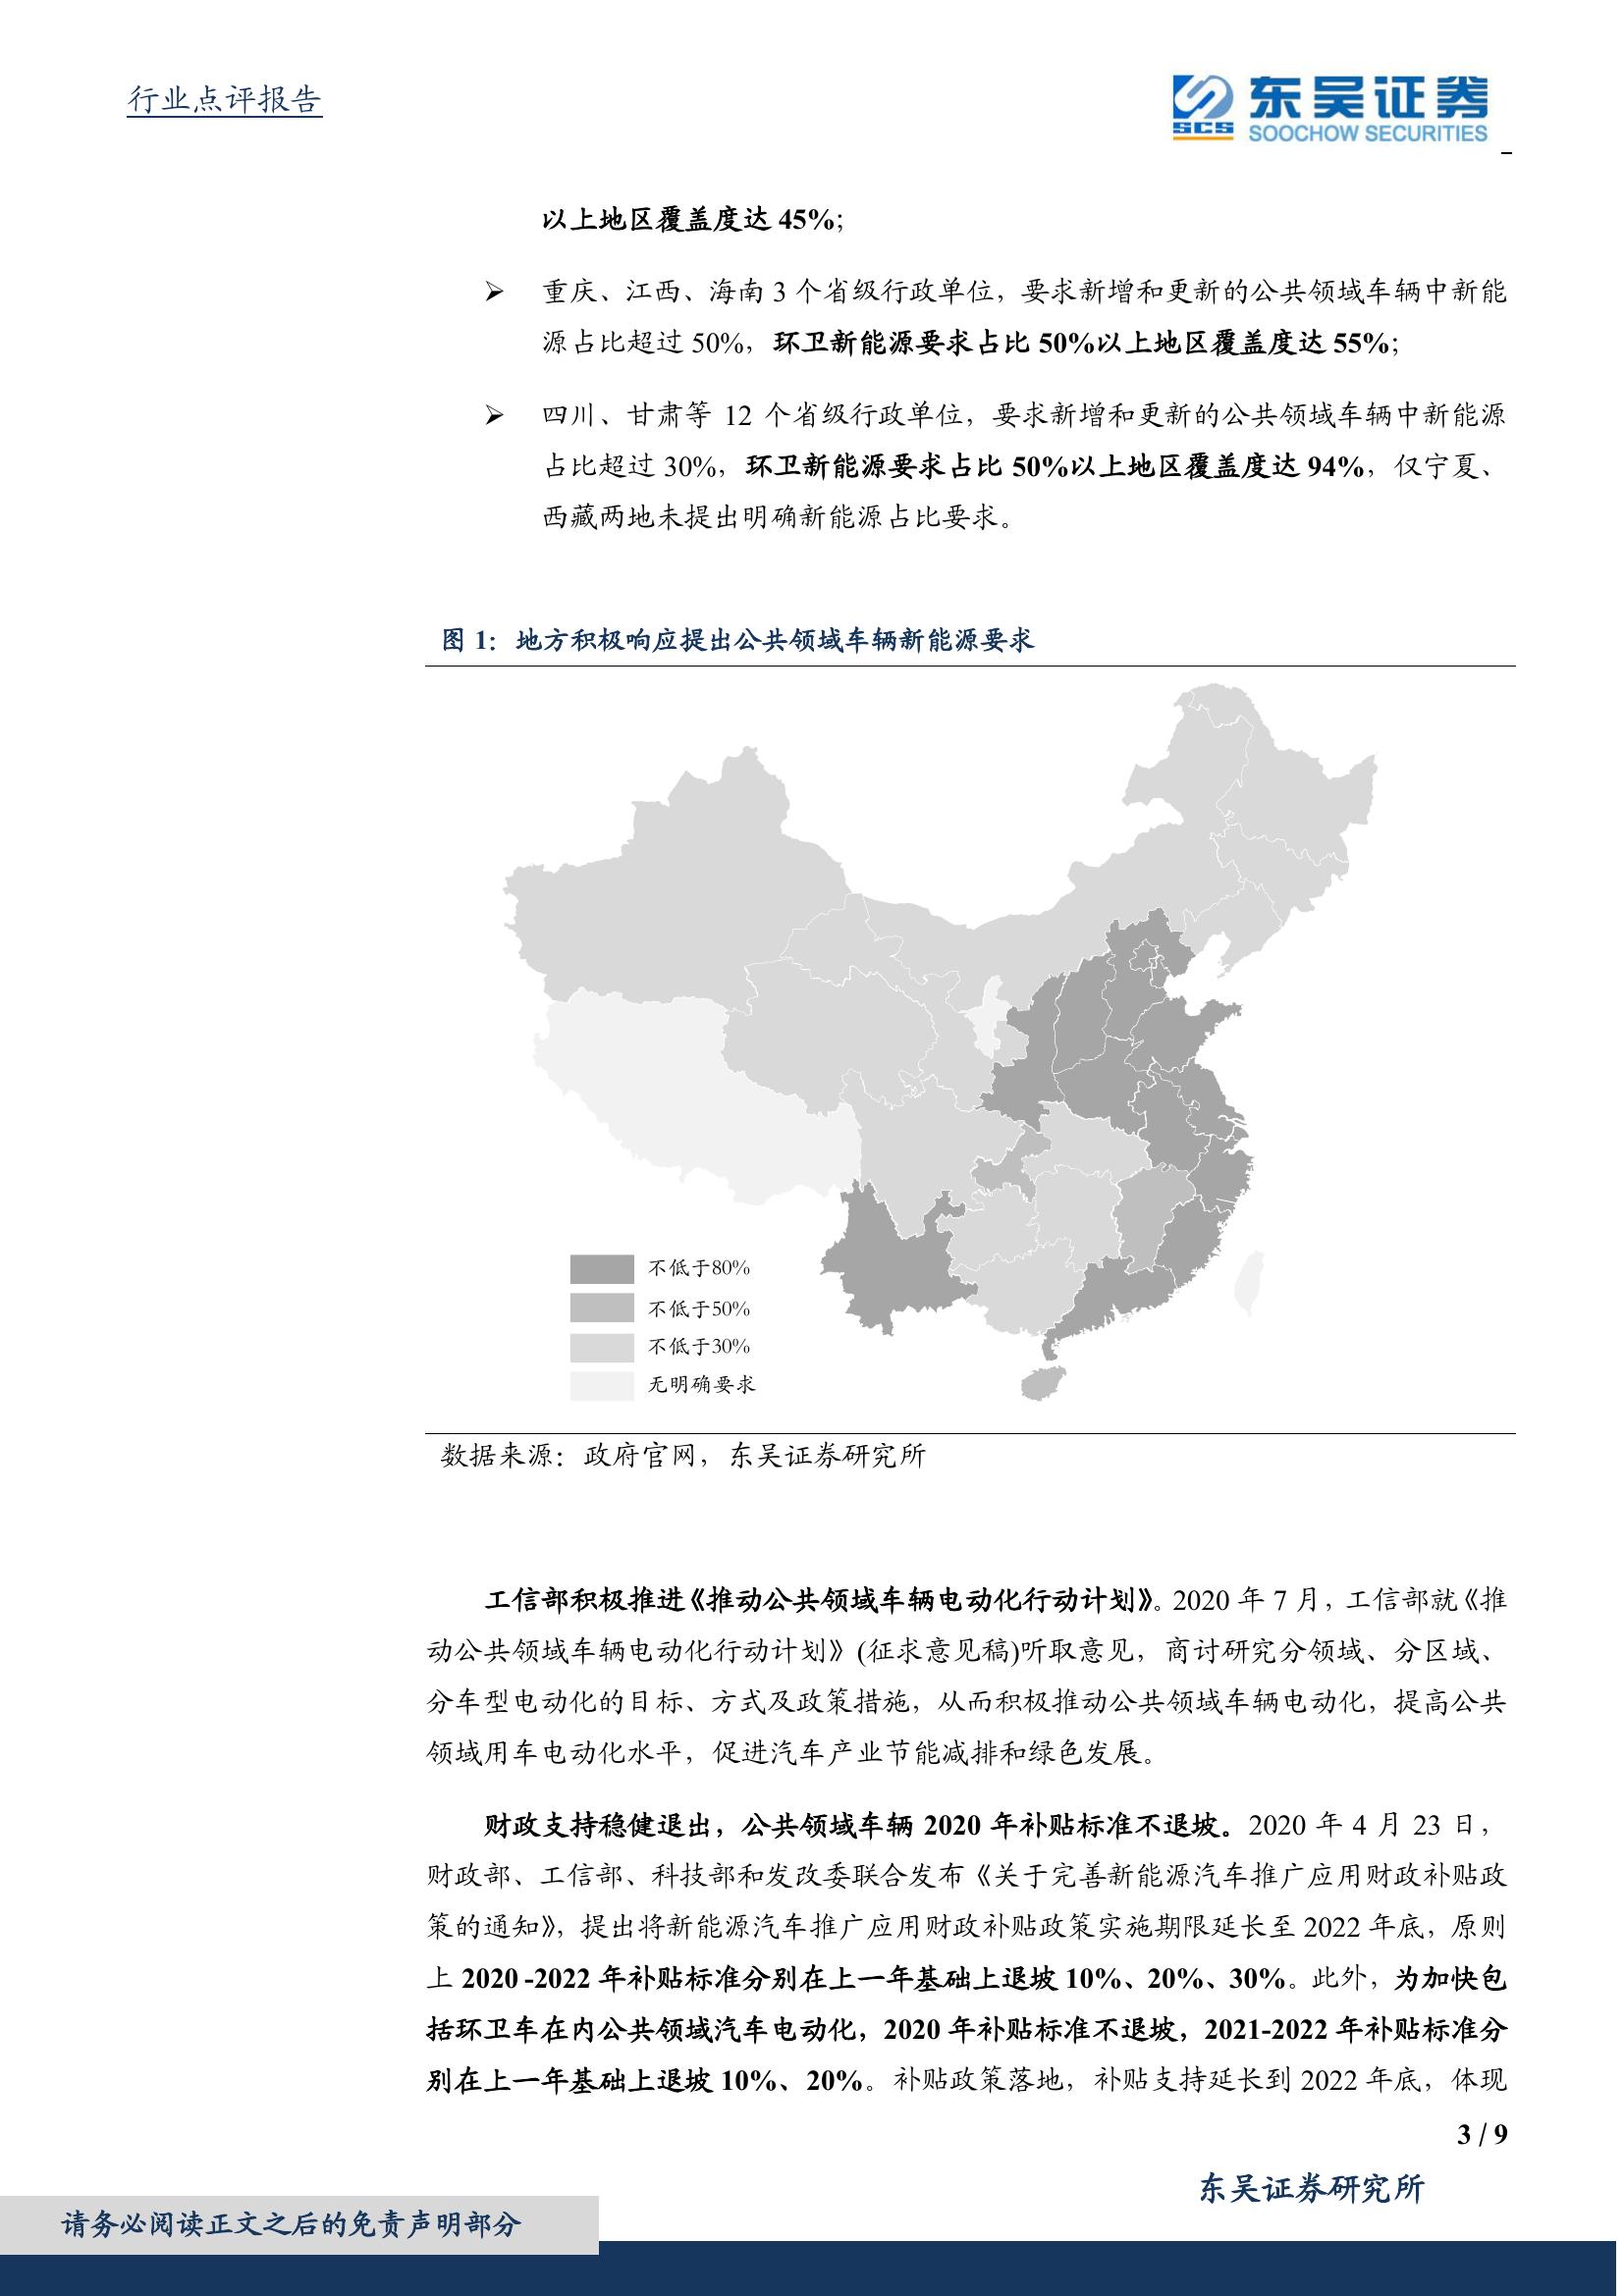 行业点评报告
东吴证券
SCS
SOOCHOW SECURITIES
以上地区覆盖度达 45%;
➢ 重庆、江西、海南 3 个省级行政单位，要求新增和更新的公共领域车辆中新能
源占比超过 50%，环卫新能源要求占比 50%以上地区覆盖度达 55%;
➢ 四川、甘肃等 12 个省级行政单位，要求新增和更新的公共领域车辆中新能源
占比超过 30%，环卫新能源要求占比 50%以上地区覆盖度达 94%，仅宁夏、
西藏两地未提出明确新能源占比要求。
图 1：地方积极响应提出公共领域车辆新能源要求
不低于80%
不低于50%
不低于30%
无明确要求
数据来源：政府官网，东吴证券研究所
工信部积极推进《推动公共领域车辆电动化行动计划》。2020 年 7 月，工信部就《推
动公共领域车辆电动化行动计划》(征求意见稿)听取意见，商讨研究分领域、分区域、
分车型电动化的目标、方式及政策措施，从而积极推动公共领域车辆电动化，提高公共
领域用车电动化水平，促进汽车产业节能减排和绿色发展。
财政支持稳健退出，公共领域车辆 2020 年补贴标准不退坡。2020 年 4 月 23 日，
财政部、工信部、科技部和发改委联合发布《关于完善新能源汽车推广应用财政补贴政
策的通知》，提出将新能源汽车推广应用财政补贴政策实施期限延长至 2022 年底，原则
上 2020 -2022 年补贴标准分别在上一年基础上退坡 10%、20%、30%。此外，为加快包
括环卫车在内公共领域汽车电动化，2020 年补贴标准不退坡，2021-2022 年补贴标准分
别在上一年基础上退坡 10%、20%。补贴政策落地，补贴支持延长到 2022 年底，体现
3 / 9
东吴证券研究所
请务必阅读正文之后的免责声明部分